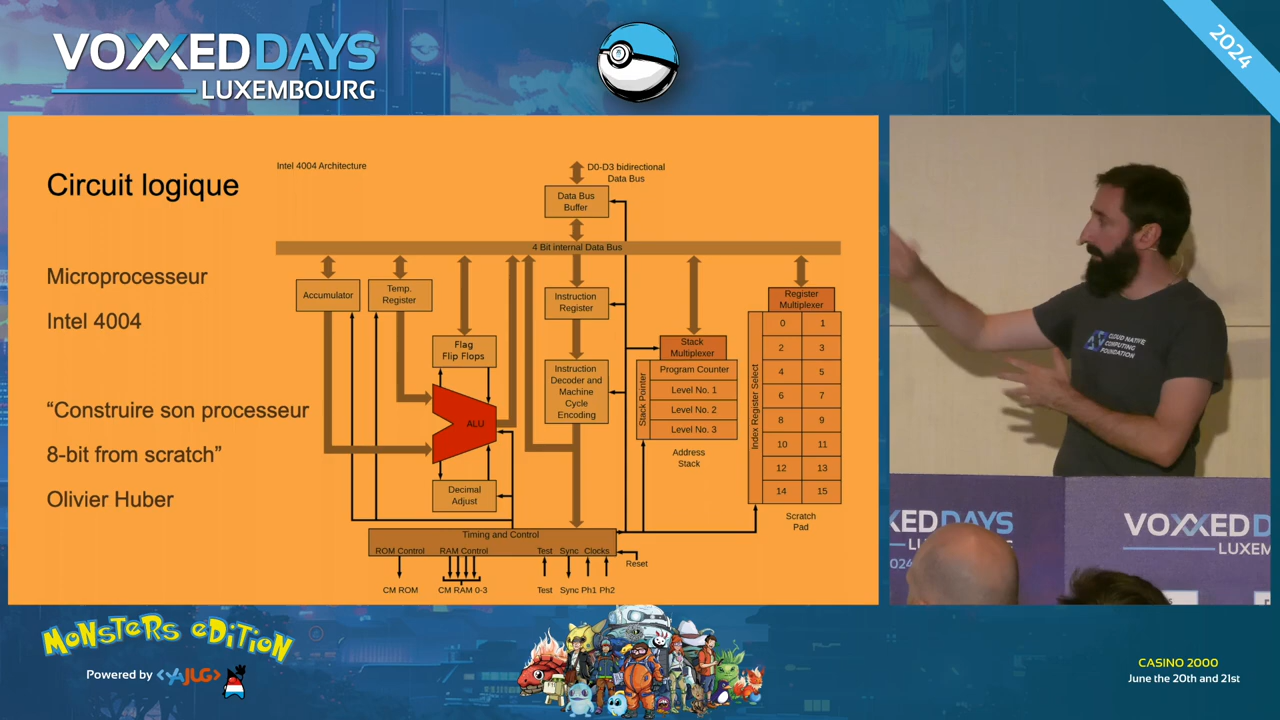 VOXXED DAYS
LUXEMBOURG
2024
Circuit logique
Microprocesseur
Intel 4004
“Construire son processeur
8-bit from scratch”
Olivier Huber
Intel 4004 Architecture
D0-D3 bidirectional
Data Bus
Data Bus
Buffer
4 Bit internal Data Bus
Accumulator
Temp.
Register
Flag
Flip Flops
ALU
Decimal
Adjust
Instruction
Register
Instruction
Decoder and
Machine
Cycle
Encoding
Stack
Multiplexer
Stack Pointer
Program Counter
Level No. 1
Level No. 2
Level No. 3
Address
Stack
Register
Multiplexer
Index Register Select
0 1
2 3
4 5
6 7
8 9
10 11
12 13
14 15
Scratch
Pad
Timing and Control
ROM Control RAM Control Test Sync Clocks
Reset
CM ROM CM RAM 0-3 Test Sync Ph1 Ph2
CLOUD NATIVE
COMPUTING
FOUNDATION
XED DAYS
VOXXED D
LUXEM
MONSTERS EDITION
Powered by <YAJUG>
CASINO 2000
June the 20th and 21st